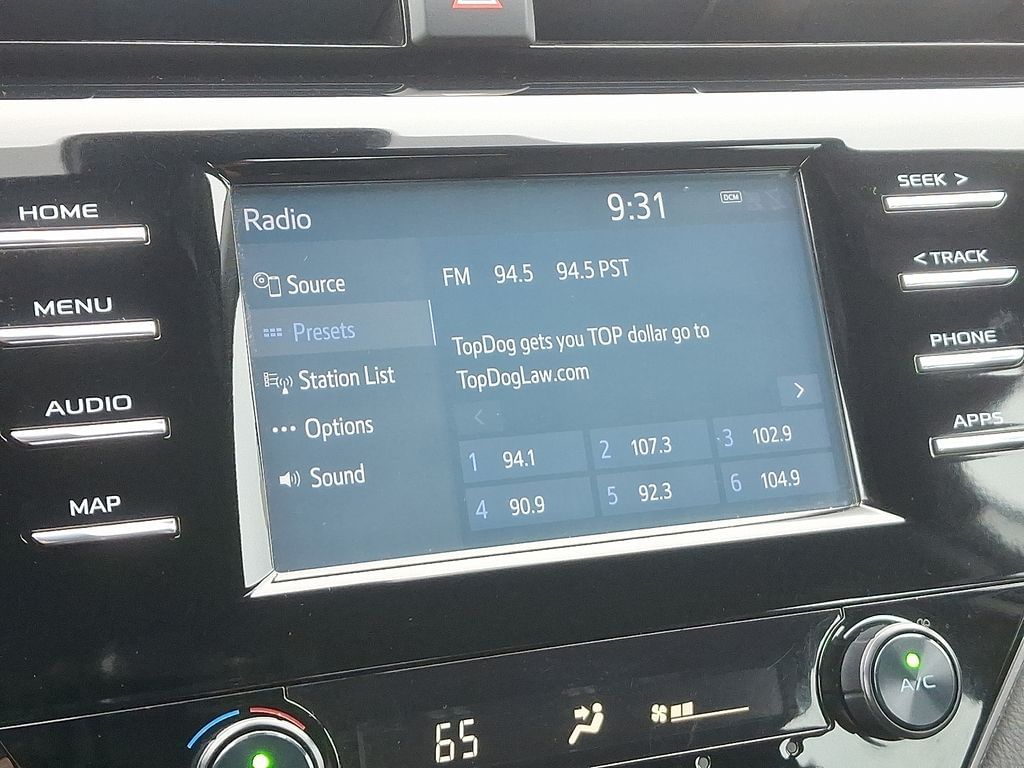 HOME
MENU
AUDIO
MAP
Radio
9:31
DCM
Source
Presets
Station List
Options
Sound
FM 94.5 94.5 PST
TopDog gets you TOP dollar go to
TopDogLaw.com
<
>
1 94.1
2 107.3
3 102.9
4 90.9
5 92.3
6 104.9
SEEK >
< TRACK
PHONE
APPS
65
A/C